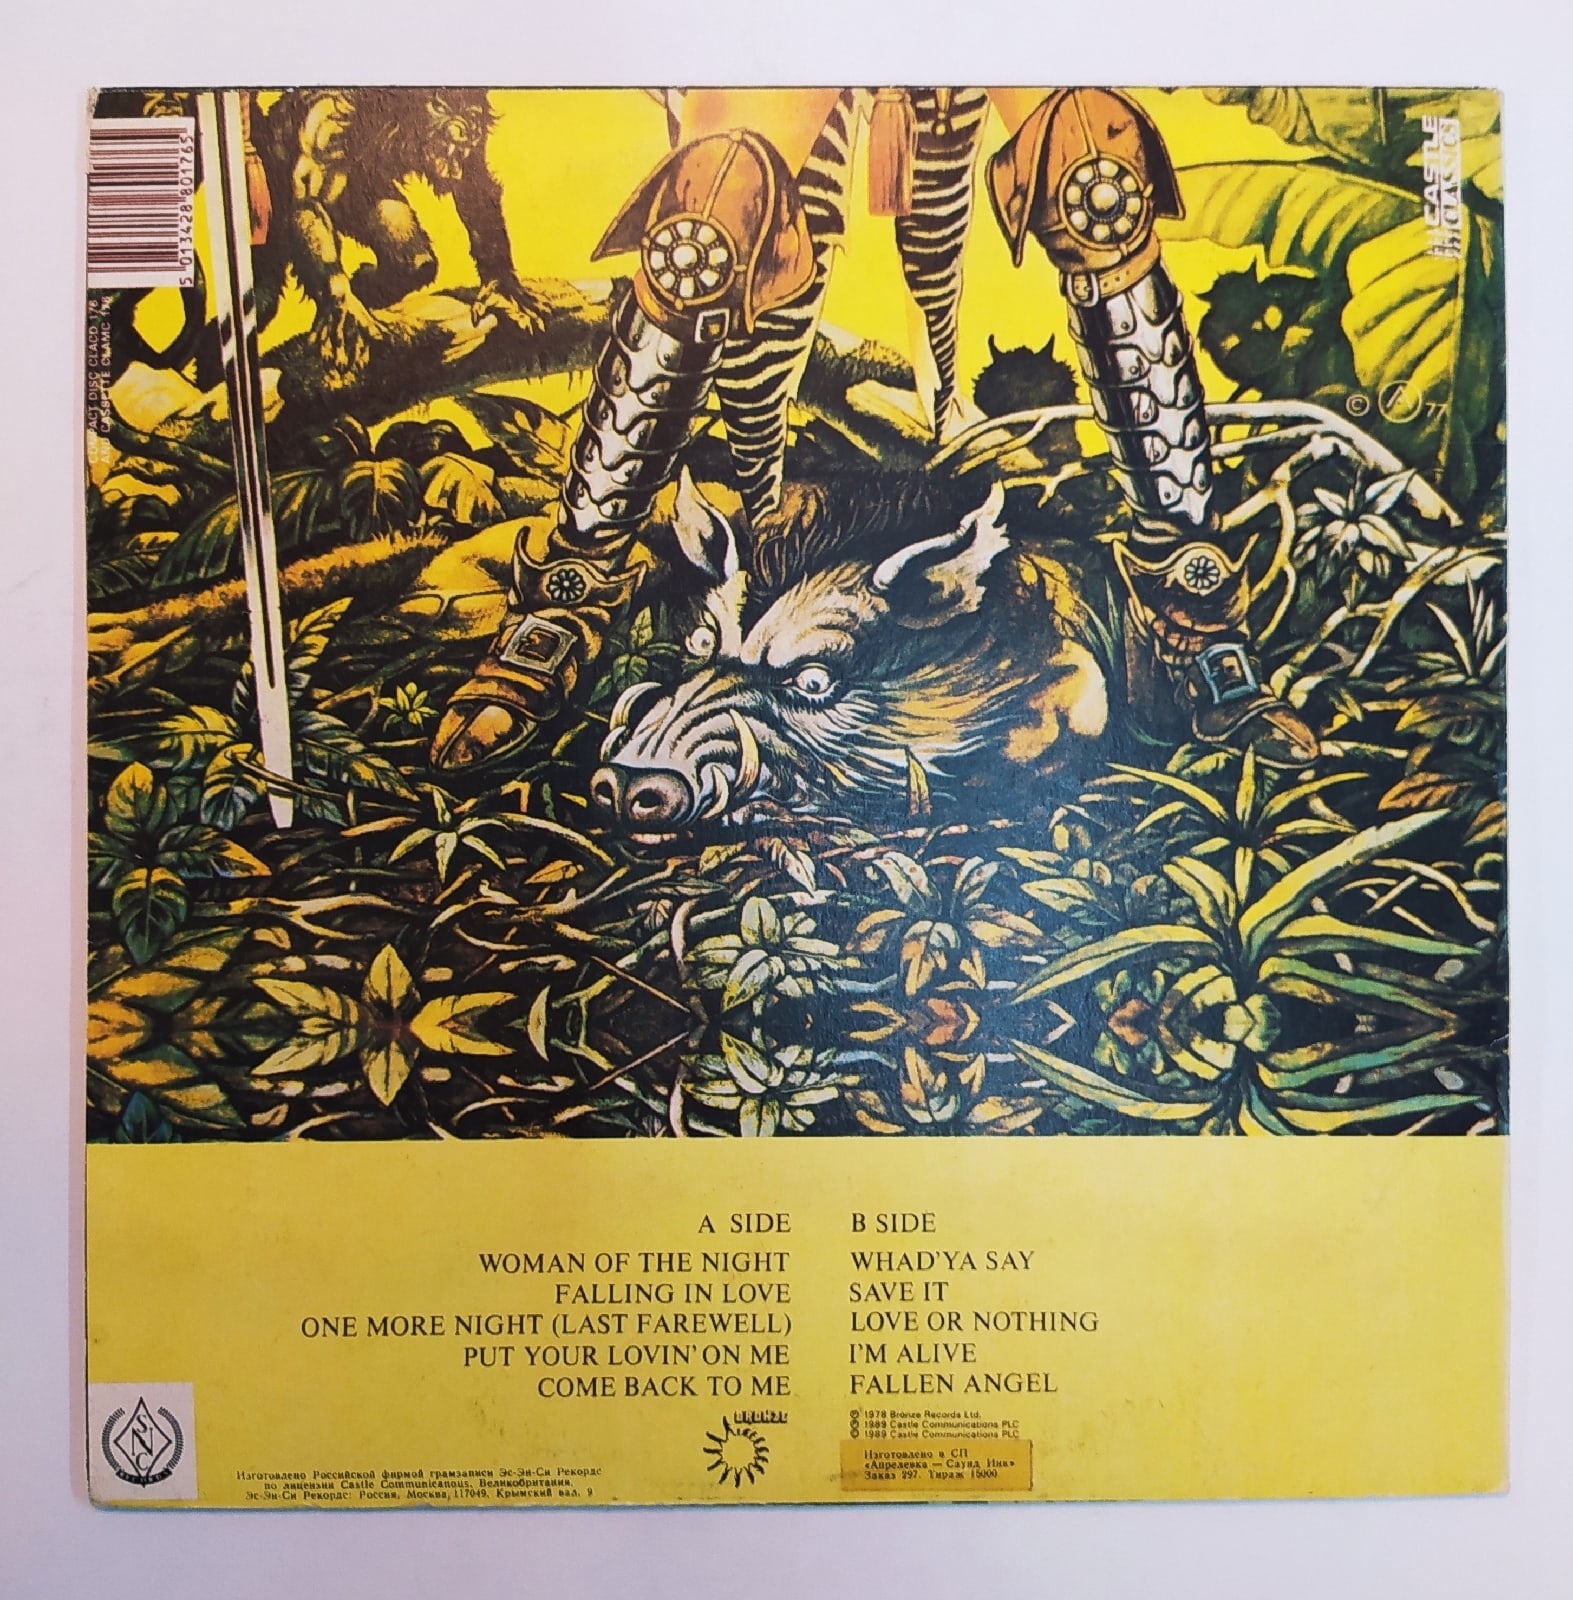 5 013428 801765
COMPACT DISC CLACD 176
AND CASSETTE CLAMC 176
CASTLE
CLASSICS
© A 77
A SIDE
WOMAN OF THE NIGHT
FALLING IN LOVE
ONE MORE NIGHT (LAST FAREWELL)
PUT YOUR LOVIN' ON ME
COME BACK TO ME
B SIDE
WHAD'YA SAY
SAVE IT
LOVE OR NOTHING
I'M ALIVE
FALLEN ANGEL
BRONZE
℗ 1978 Bronze Records Ltd.
℗ 1989 Castle Communications PLC
© 1989 Castle Communications PLC
Изготовлено в СП
«Апрелевка — Саунд Инк»
Заказ 297. Тираж 15000
SNC
Изготовлено Российской фирмой грамзаписи Эс-Эн-Си Рекордс
по лицензии Castle Communicanous, Великобритания.
Эс-Эн-Си Рекордс: Россия, Москва, 117049, Крымский вал, 9